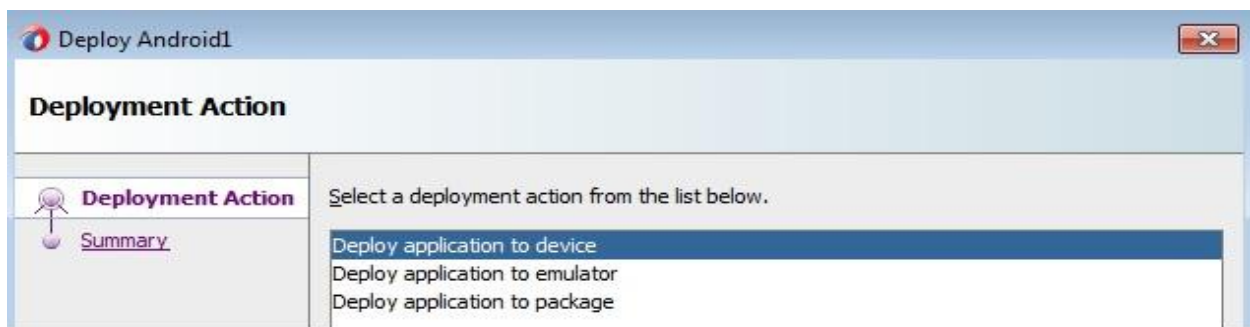 Deploy Android1
Deployment Action
Deployment Action
Select a deployment action from the list below.
Summary
Deploy application to device
Deploy application to emulator
Deploy application to package